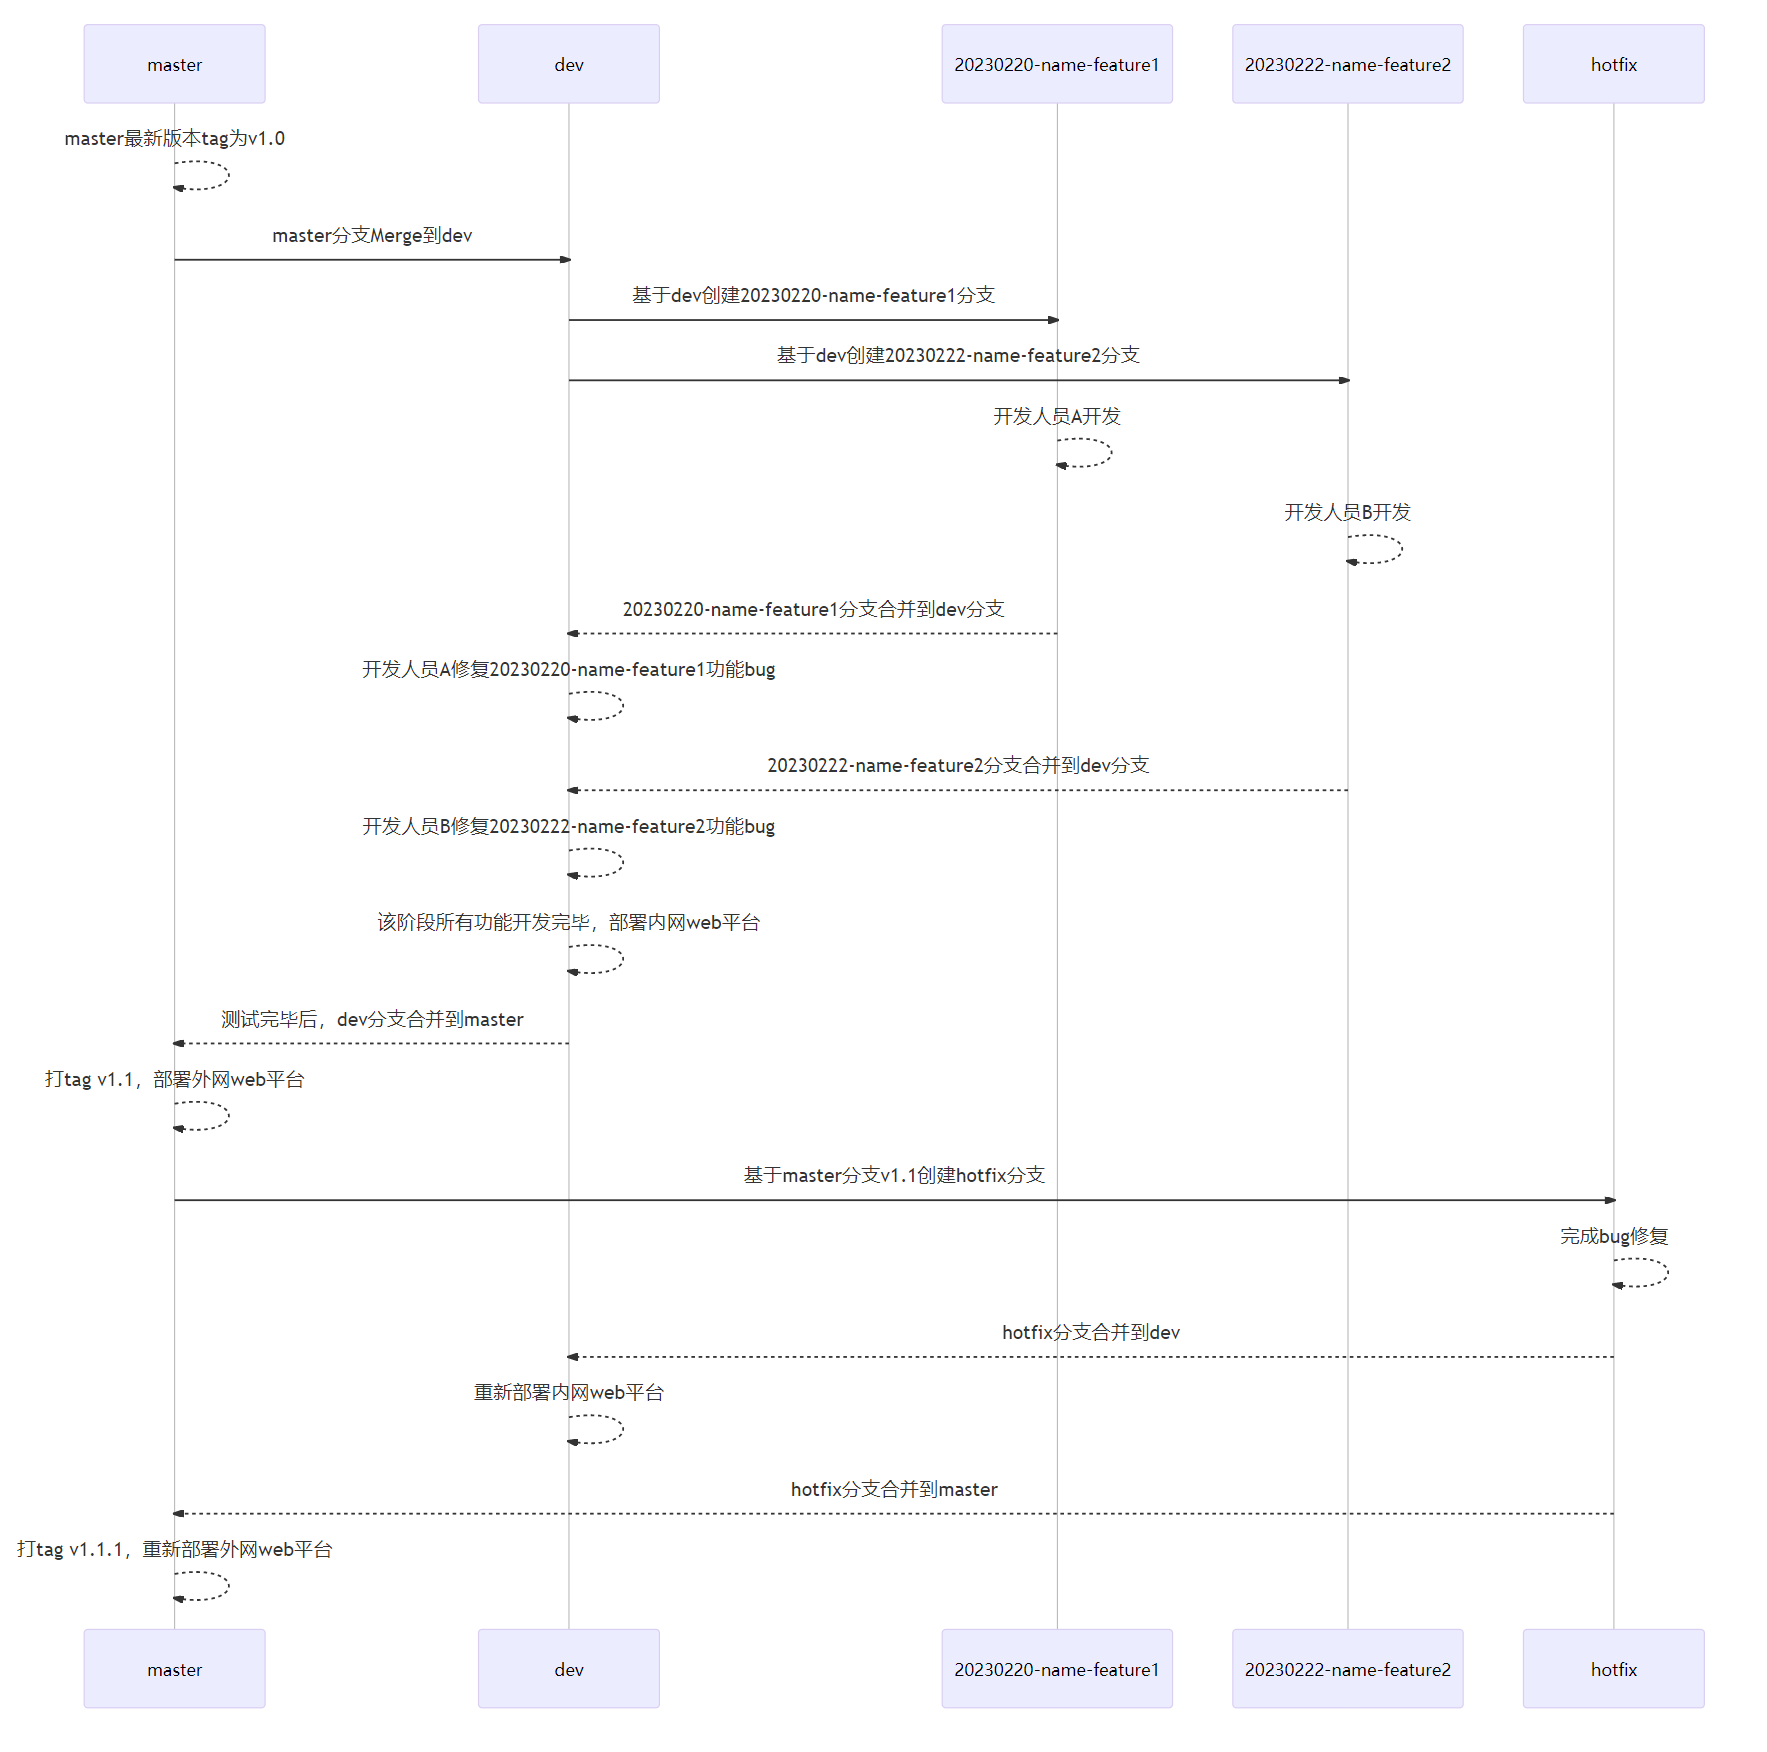 master
dev
20230220-name-feature1
20230222-name-feature2
hotfix
master最新版本tag为v1.0
master分支Merge到dev
基于dev创建20230220-name-feature1分支
基于dev创建20230222-name-feature2分支
开发人员A开发
开发人员B开发
20230220-name-feature1分支合并到dev分支
开发人员A修复20230220-name-feature1功能bug
20230222-name-feature2分支合并到dev分支
开发人员B修复20230222-name-feature2功能bug
该阶段所有功能开发完毕，部署内网web平台
测试完毕后，dev分支合并到master
打tag v1.1，部署外网web平台
基于master分支v1.1创建hotfix分支
完成bug修复
hotfix分支合并到dev
重新部署内网web平台
hotfix分支合并到master
打tag v1.1.1，重新部署外网web平台
master
dev
20230220-name-feature1
20230222-name-feature2
hotfix